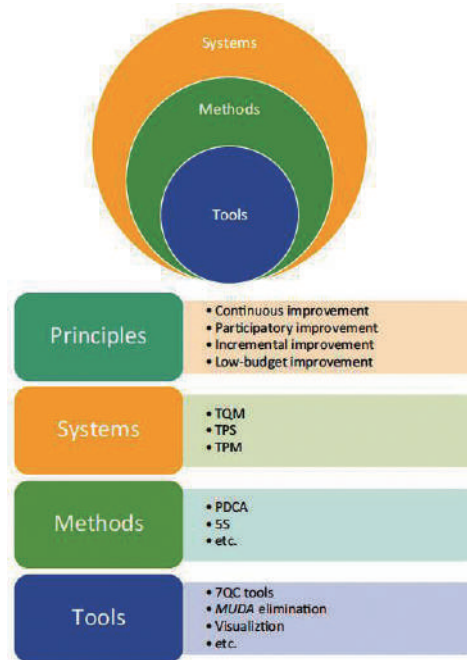 Systems
Methods
Tools
Principles
• Continuous improvement
• Participatory improvement
• Incremental improvement
• Low-budget improvement
Systems
• TQM
• TPS
• TPM
Methods
• PDCA
• 5S
• etc.
Tools
• 7QC tools
• MUDA elimination
• Visualiztion
• etc.